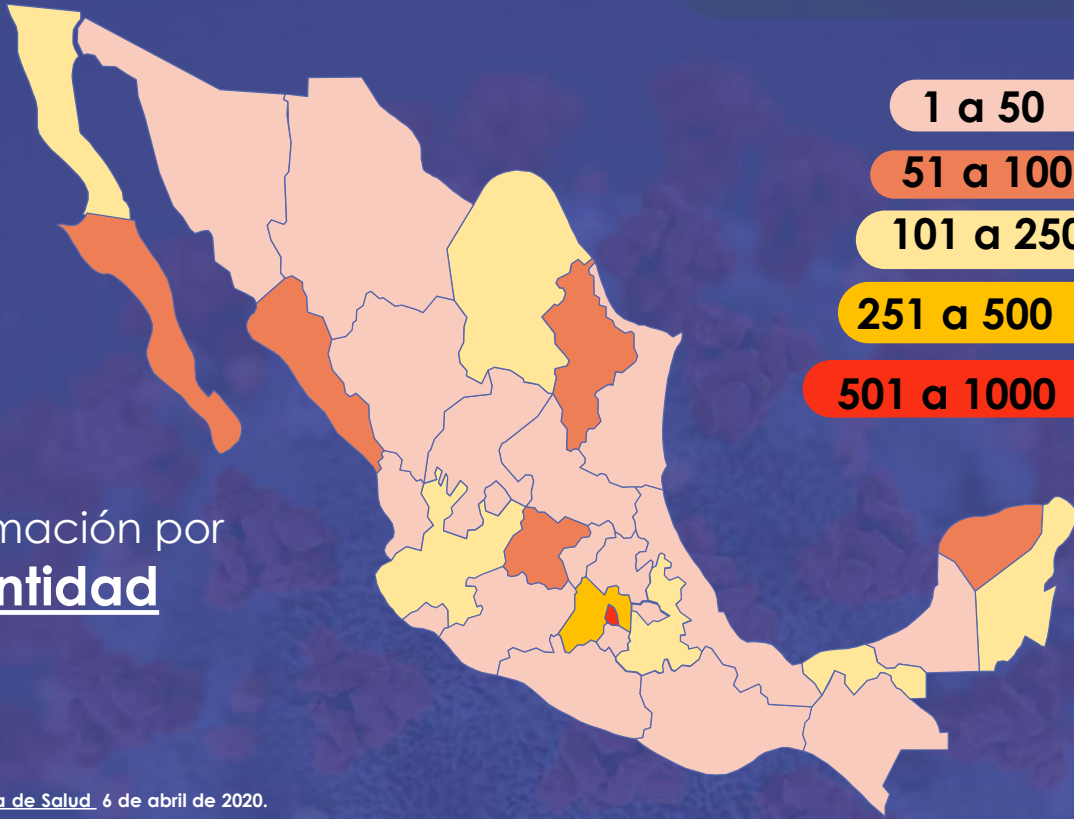 1 a 50
51 a 100
101 a 250
251 a 500
501 a 1000
mación por
ntidad
a de Salud 6 de abril de 2020.